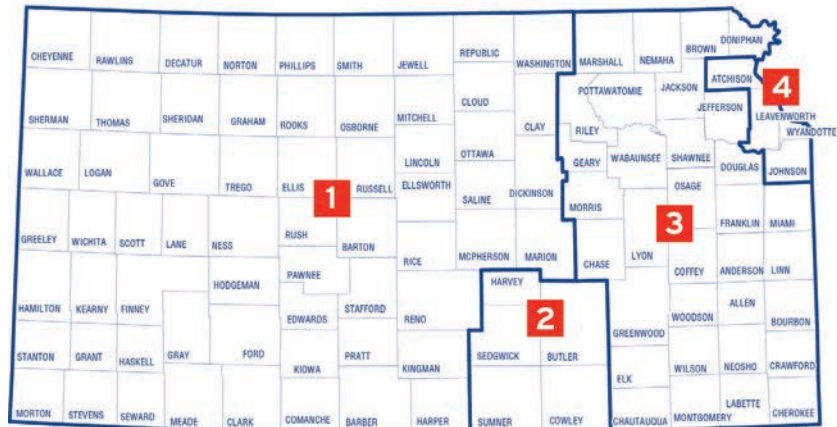 CHEYENNE RAWLINS DECATUR NORTON PHILLIPS SMITH JEWELL REPUBLIC WASHINGTON MARSHALL NEMAHA BROWN DONIPHAN
ATCHISON 4
SHERMAN THOMAS SHERIDAN GRAHAM ROOKS OSBORNE MITCHELL CLOUD CLAY POTTAWATOMIE JACKSON JEFFERSON LEAVENWORTH
WYANDOTTE
RILEY
LINCOLN OTTAWA
WALLACE LOGAN GOVE TREGO ELLIS 1 RUSSELL ELLSWORTH SALINE DICKINSON GEARY WABAUNSEE SHAWNEE DOUGLAS JOHNSON
OSAGE
MORRIS 3
GREELEY WICHITA SCOTT LANE NESS RUSH BARTON RICE MCPHERSON MARION CHASE LYON FRANKLIN MIAMI
PAWNEE
HODGEMAN HARVEY COFFEY ANDERSON LINN
HAMILTON KEARNY FINNEY EDWARDS STAFFORD RENO 2 WOODSON ALLEN BOURBON
GREENWOOD
STANTON GRANT HASKELL GRAY FORD KIOWA PRATT KINGMAN SEDGWICK BUTLER ELK WILSON NEOSHO CRAWFORD
LABETTE
MORTON STEVENS SEWARD MEADE CLARK COMANCHE BARBER HARPER SUMNER COWLEY CHAUTAUQUA MONTGOMERY CHEROKEE